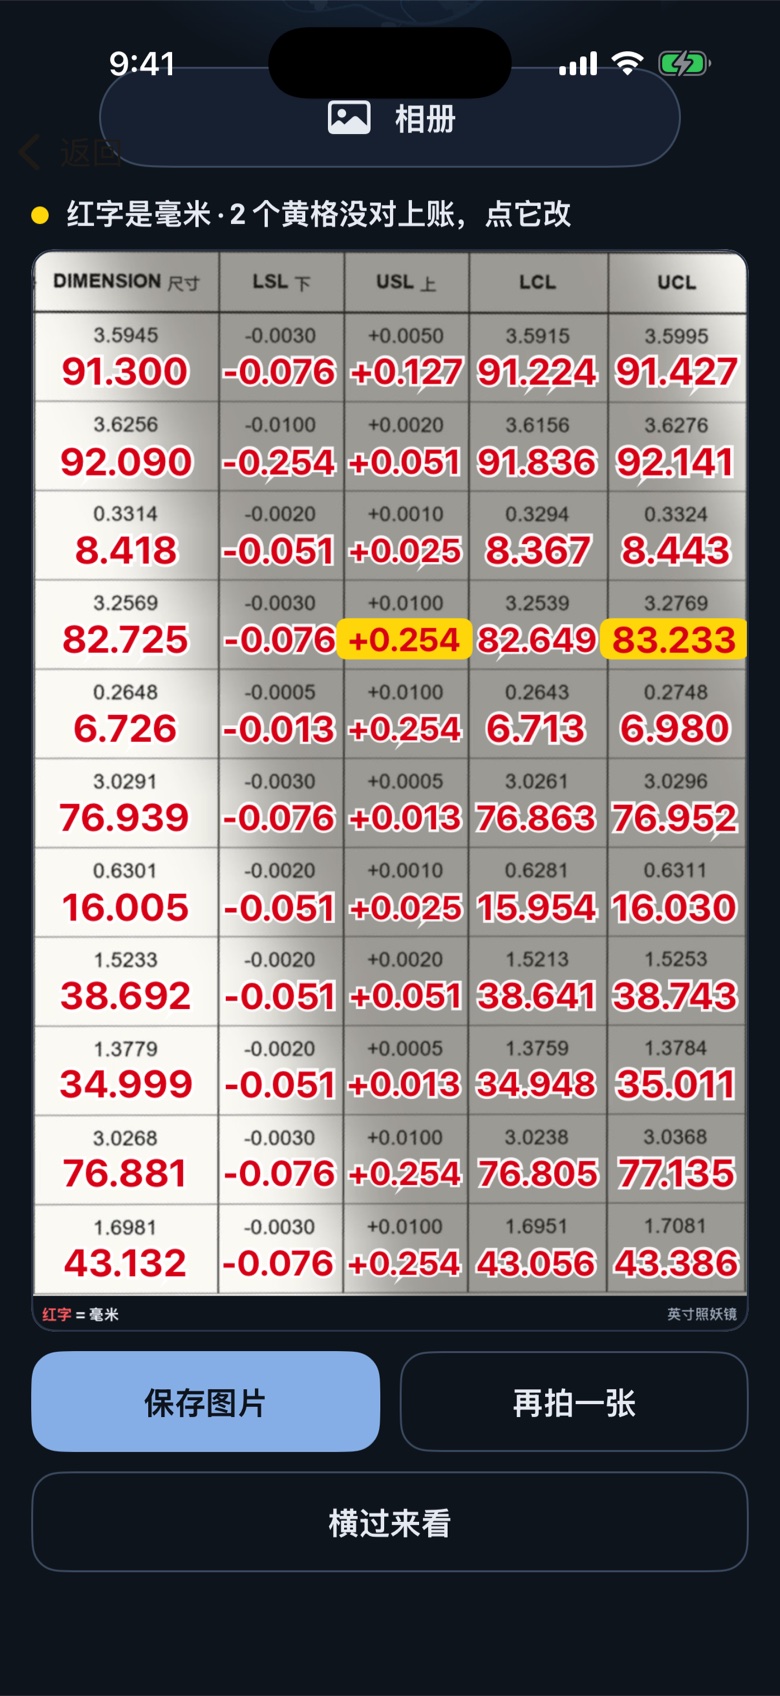 9:41
相册
返回
红字是毫米·2 个黄格没对上账，点它改
DIMENSION 尺寸 LSL 下 USL 上 LCL UCL
3.5945 -0.0030 +0.0050 3.5915 3.5995
91.300 -0.076 +0.127 91.224 91.427
3.6256 -0.0100 +0.0020 3.6156 3.6276
92.090 -0.254 +0.051 91.836 92.141
0.3314 -0.0020 +0.0010 0.3294 0.3324
8.418 -0.051 +0.025 8.367 8.443
3.2569 -0.0030 +0.0100 3.2539 3.2769
82.725 -0.076 +0.254 82.649 83.233
0.2648 -0.0005 +0.0100 0.2643 0.2748
6.726 -0.013 +0.254 6.713 6.980
3.0291 -0.0030 +0.0005 3.0261 3.0296
76.939 -0.076 +0.013 76.863 76.952
0.6301 -0.0020 +0.0010 0.6281 0.6311
16.005 -0.051 +0.025 15.954 16.030
1.5233 -0.0020 +0.0020 1.5213 1.5253
38.692 -0.051 +0.051 38.641 38.743
1.3779 -0.0020 +0.0005 1.3759 1.3784
34.999 -0.051 +0.013 34.948 35.011
3.0268 -0.0030 +0.0100 3.0238 3.0368
76.881 -0.076 +0.254 76.805 77.135
1.6981 -0.0030 +0.0100 1.6951 1.7081
43.132 -0.076 +0.254 43.056 43.386
红字 = 毫米 英寸照妖镜
保存图片 再拍一张
横过来看